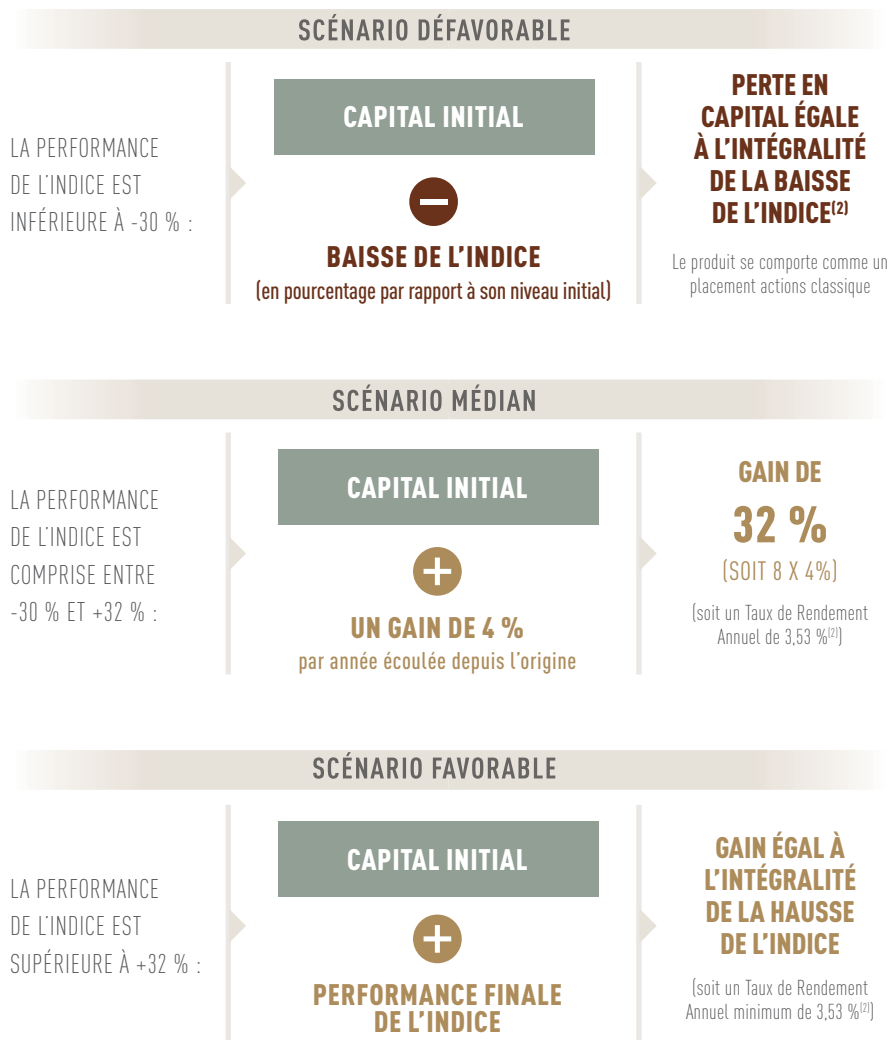 SCÉNARIO DÉFAVORABLE
LA PERFORMANCE
DE L'INDICE EST
INFÉRIEURE À -30 % :
CAPITAL INITIAL
BAISSE DE L'INDICE
(en pourcentage par rapport à son niveau initial)
PERTE EN
CAPITAL ÉGALE
À L'INTÉGRALITÉ
DE LA BAISSE
DE L'INDICE(2)
Le produit se comporte comme un
placement actions classique
SCÉNARIO MÉDIAN
LA PERFORMANCE
DE L'INDICE EST
COMPRISE ENTRE
-30 % ET +32 % :
CAPITAL INITIAL
UN GAIN DE 4 %
par année écoulée depuis l'origine
GAIN DE
32 %
(SOIT 8 X 4%)
(soit un Taux de Rendement
Annuel de 3,53 %(2))
SCÉNARIO FAVORABLE
LA PERFORMANCE
DE L'INDICE EST
SUPÉRIEURE À +32 % :
CAPITAL INITIAL
PERFORMANCE FINALE
DE L'INDICE
GAIN ÉGAL À
L'INTÉGRALITÉ
DE LA HAUSSE
DE L'INDICE
(soit un Taux de Rendement
Annuel minimum de 3,53 %(2))